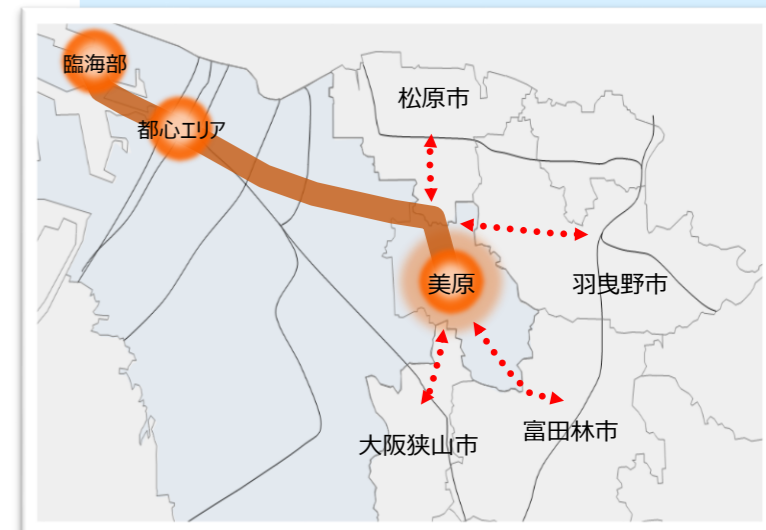 臨海部
松原市
都心エリア
美原
羽曳野市
富田林市
大阪狭山市